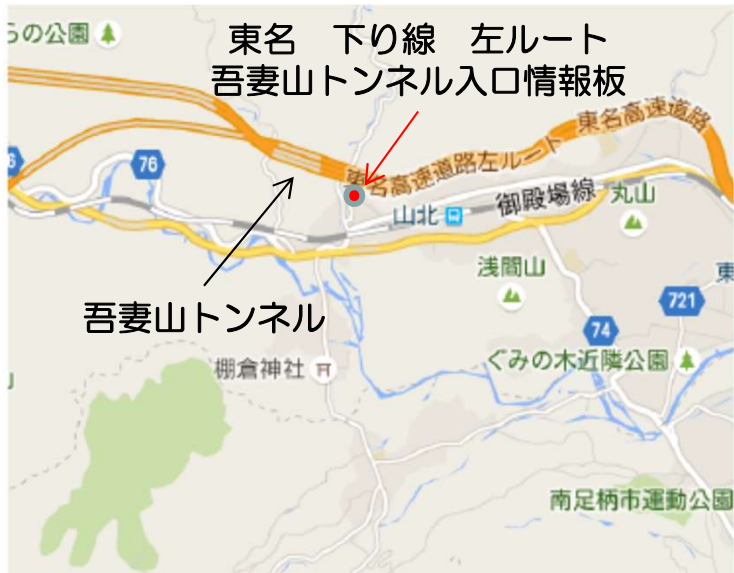 らの公園
東名　下り線　左ルート
吾妻山トンネル入口情報板
東名高速道路
東名高速道路左ルート
76
御殿場線
丸山
山北
浅間山
東
721
吾妻山トンネル
74
棚倉神社
ぐみの木近隣公園
南足柄市運動公園